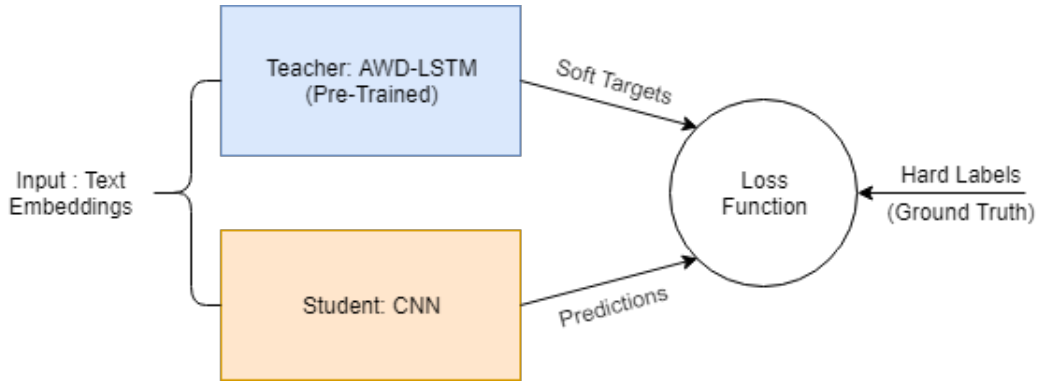 Teacher: AWD-LSTM
(Pre-Trained)
Soft Targets
Input : Text
Embeddings
Loss
Function
Hard Labels
(Ground Truth)
Student: CNN
Predictions